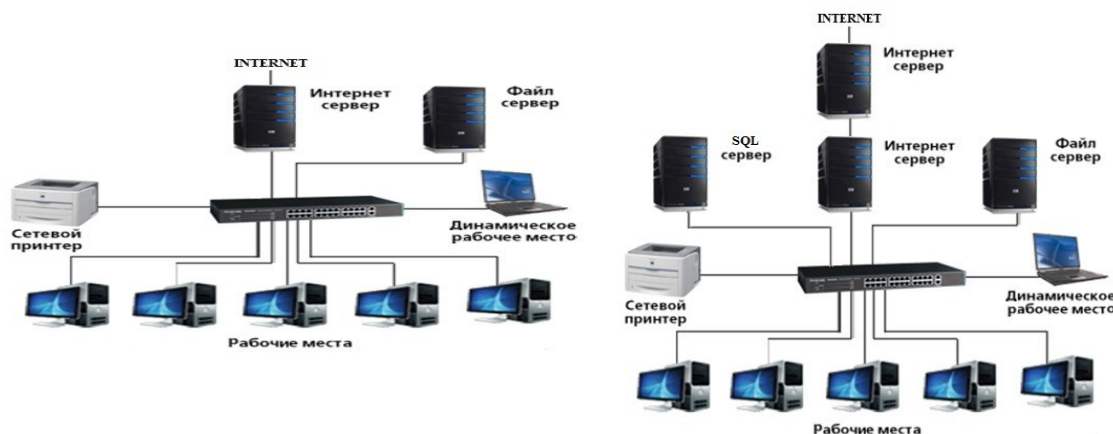 INTERNET
Интернет
сервер
Файл
сервер
Сетевой
принтер
Динамическое
рабочее место
Рабочие места
INTERNET
Интернет
сервер
SQL
сервер
Интернет
сервер
Файл
сервер
Сетевой
принтер
Динамическое
рабочее место
Рабочие места